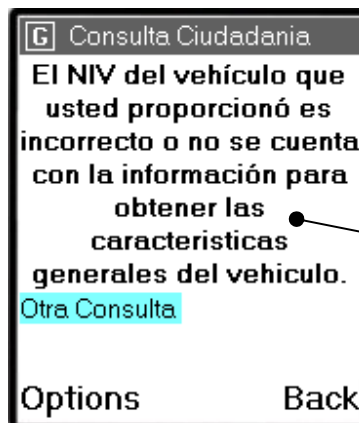 G Consulta Ciudadania
El NIV del vehículo que
usted proporcionó es
incorrecto o no se cuenta
con la información para
obtener las
caracteristicas
generales del vehiculo.
Otra Consulta
Options Back